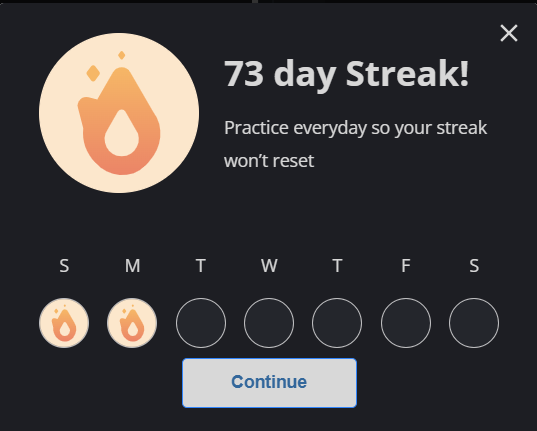 73 day Streak!
Practice everyday so your streak
won’t reset
S M T W T F S
Continue